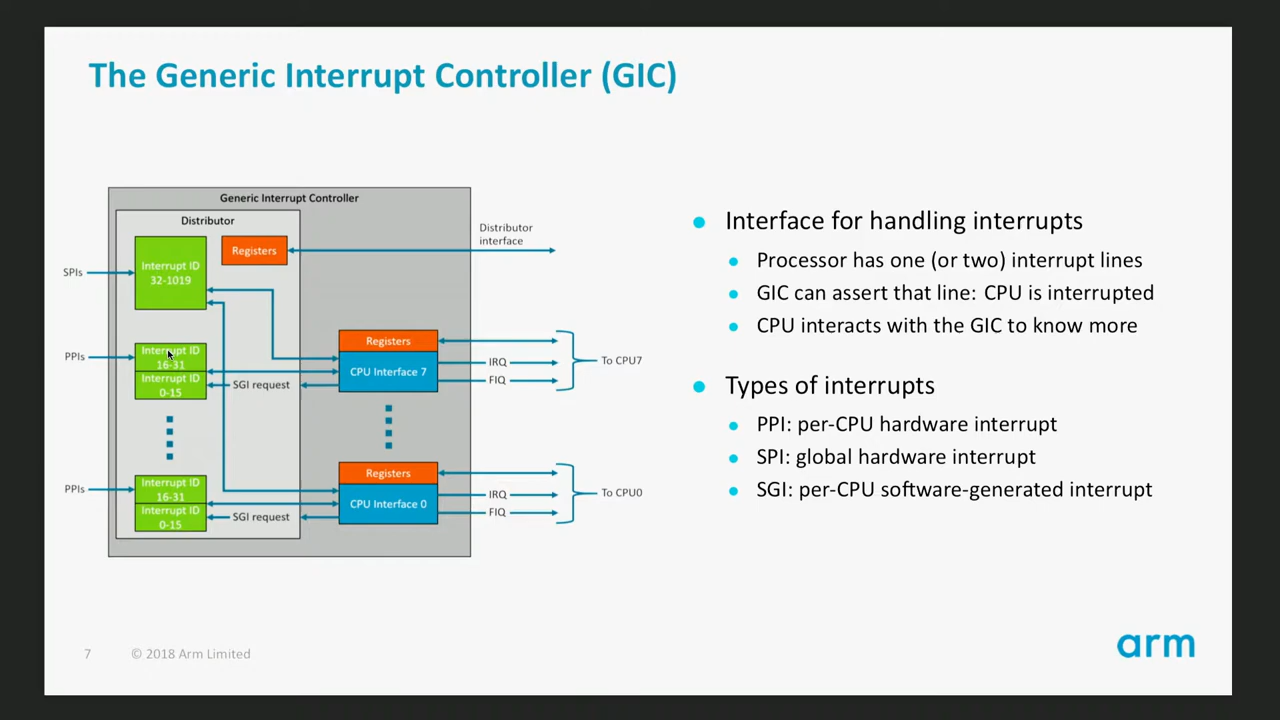 The Generic Interrupt Controller (GIC)
Generic Interrupt Controller
Distributor
Registers
Interrupt ID
32-1019
SPIs
Distributor
interface
PPIs
Interrupt ID
16-31
Interrupt ID
0-15
SGI request
Registers
CPU Interface 7
IRQ
FIQ
To CPU7
PPIs
Interrupt ID
16-31
Interrupt ID
0-15
SGI request
Registers
CPU Interface 0
IRQ
FIQ
To CPU0
Interface for handling interrupts
Processor has one (or two) interrupt lines
GIC can assert that line: CPU is interrupted
CPU interacts with the GIC to know more
Types of interrupts
PPI: per-CPU hardware interrupt
SPI: global hardware interrupt
SGI: per-CPU software-generated interrupt
7 © 2018 Arm Limited
arm